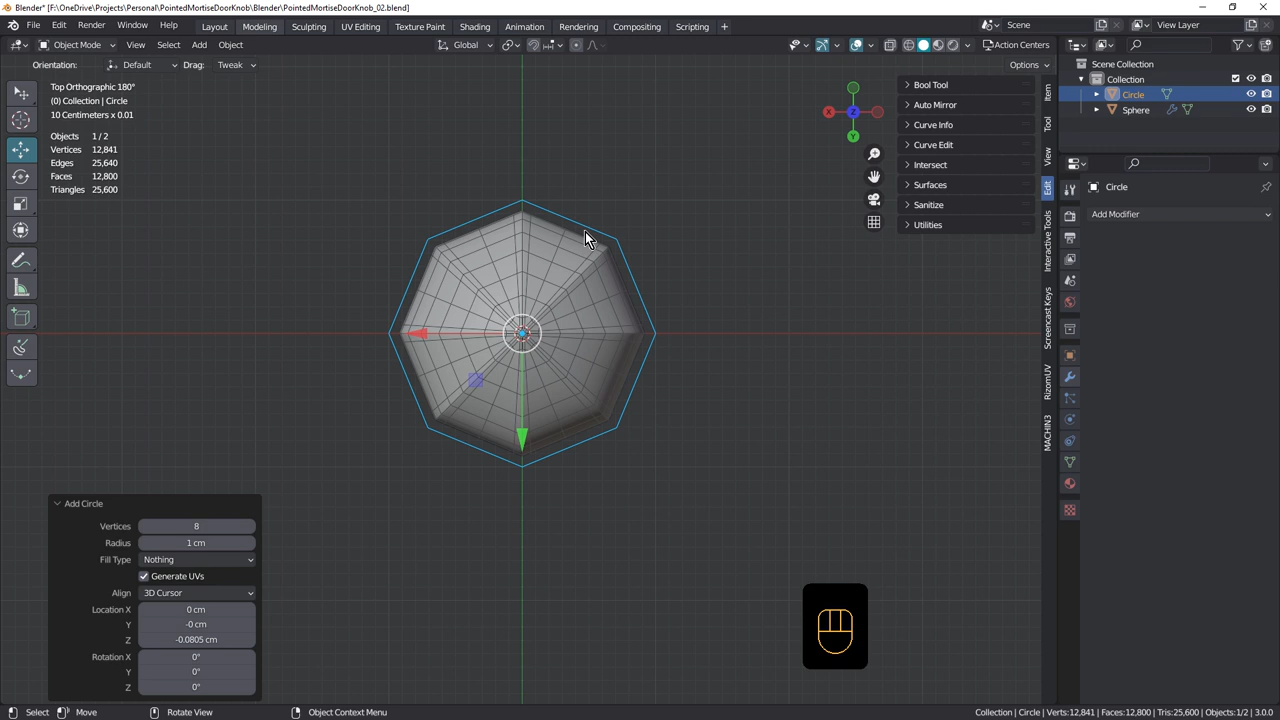 Blender* [F:\OneDrive\Projects\Personal\PointedMortiseDoorKnob\Blender\PointedMortiseDoorKnob_02.blend]
File Edit Render Window Help Layout Modeling Sculpting UV Editing Texture Paint Shading Animation Rendering Compositing Scripting + Scene View Layer
Object Mode View Select Add Object Global Action Centers
Orientation: Default Drag: Tweak Options
Top Orthographic 180°
(0) Collection | Circle
10 Centimeters x 0.01
Objects 1/2
Vertices 12,841
Edges 25,640
Faces 12,800
Triangles 25,600
X
Y
Z
Bool Tool
Auto Mirror
Curve Info
Curve Edit
Intersect
Surfaces
Sanitize
Utilities
Item
Tool
View
Edit
Interactive Tools
Screencast Keys
RizomUV
MACHIN3
Scene Collection
Collection
Circle
Sphere
Circle
Add Modifier
Add Circle
Vertices 8
Radius 1 cm
Fill Type Nothing
Generate UVs
Align 3D Cursor
Location X 0 cm
Y -0 cm
Z -0.0805 cm
Rotation X 0°
Y 0°
Z 0°
Select Move Rotate View Object Context Menu Collection | Circle | Verts:12,841 | Faces:12,800 | Tris:25,600 | Objects:1/2 | 3.0.0